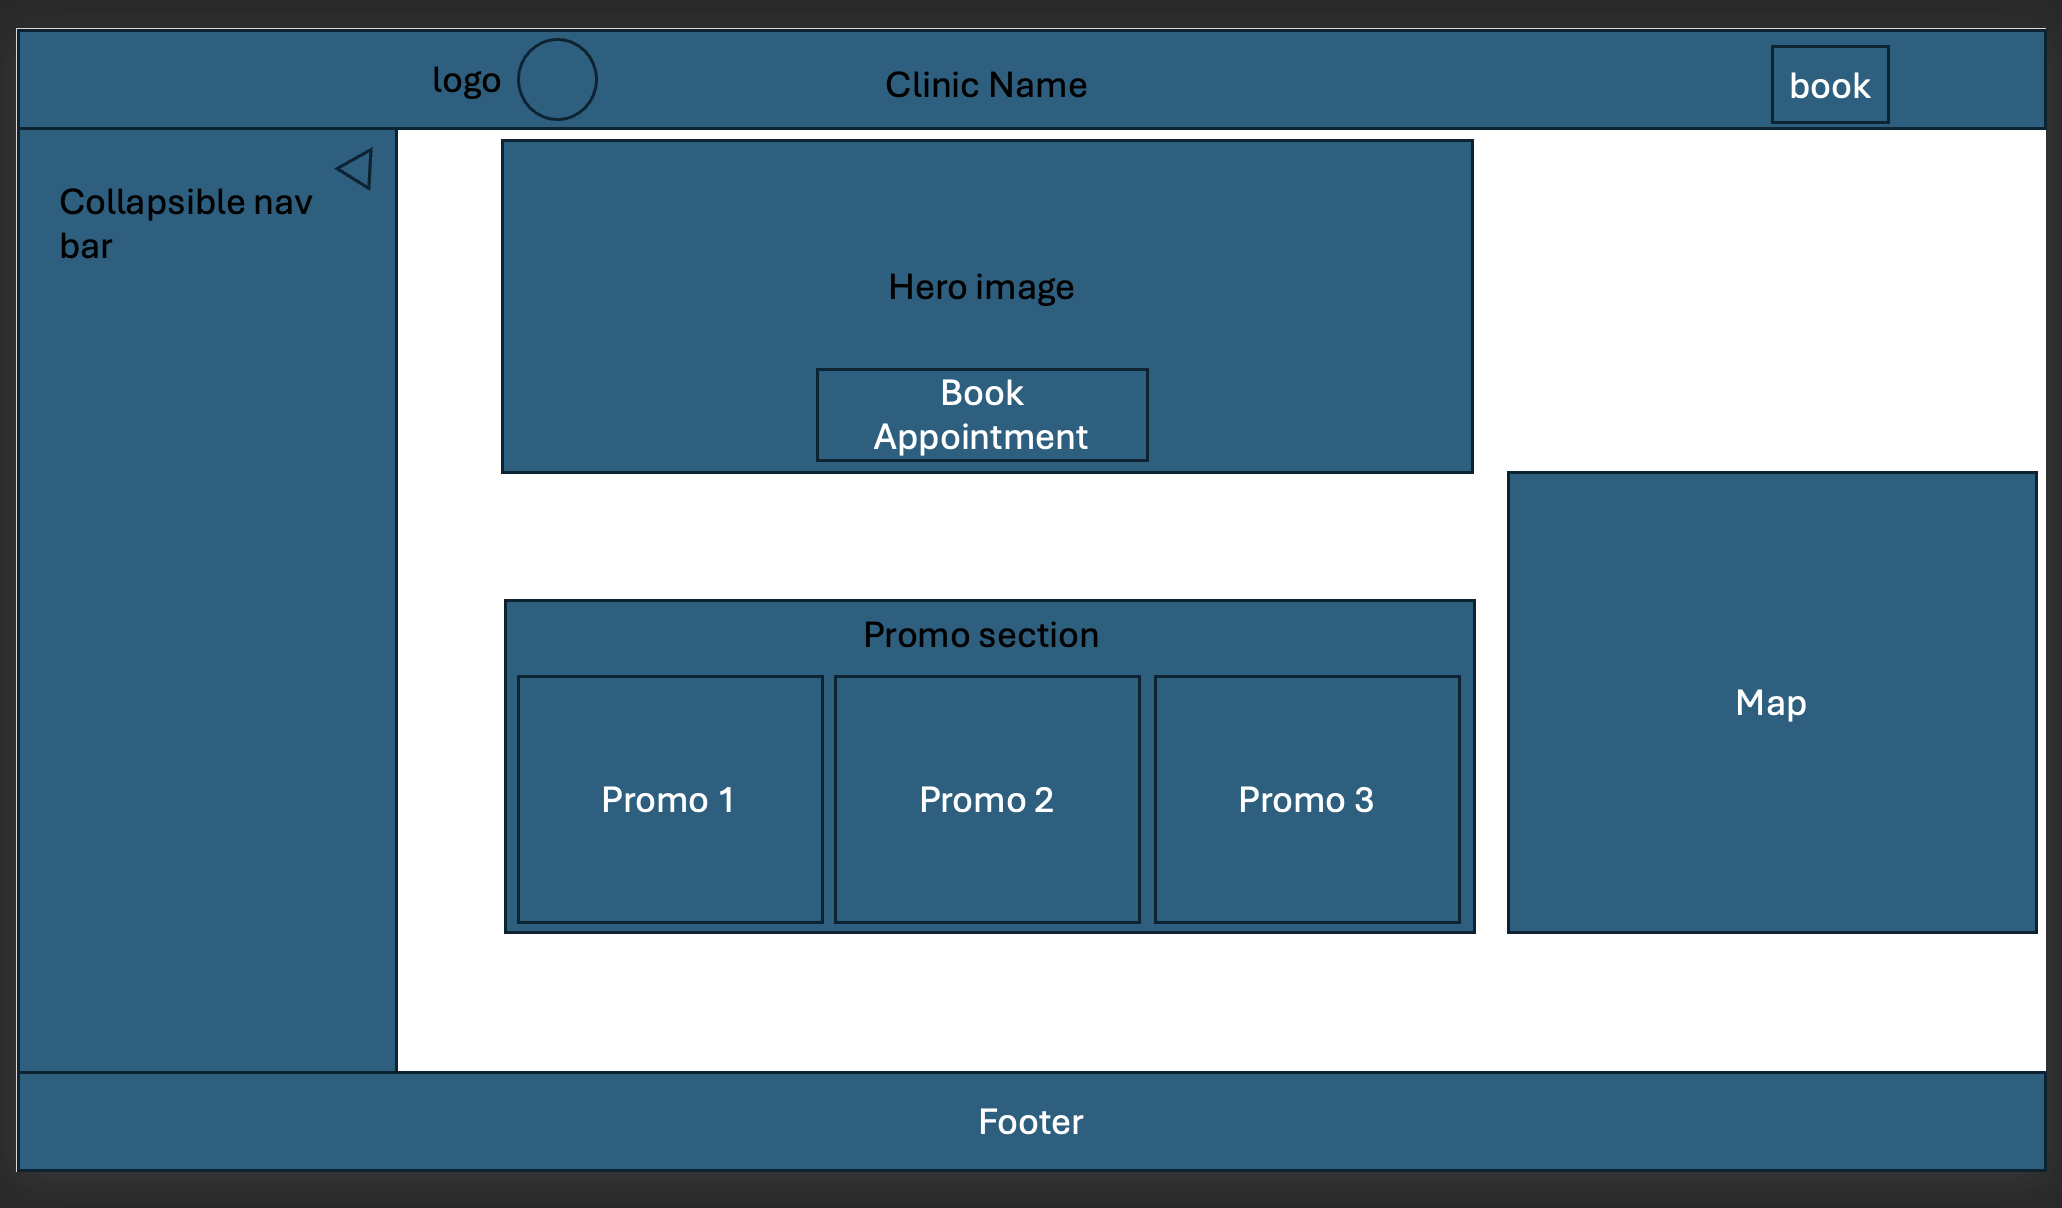 logo
Clinic Name
book
Collapsible nav
bar
Hero image
Book
Appointment
Promo section
Promo 1
Promo 2
Promo 3
Map
Footer